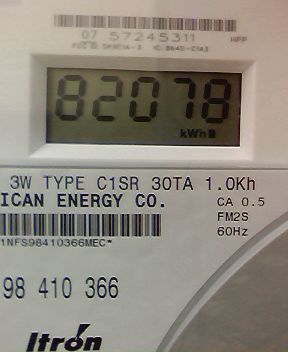 07 57245311 HPP
82078
kWh
3W TYPE C1SR 30TA 1.0Kh
ICAN ENERGY CO. CA 0.5
FM2S
60Hz
1NFS98410366MEC*
98 410 366
Itron